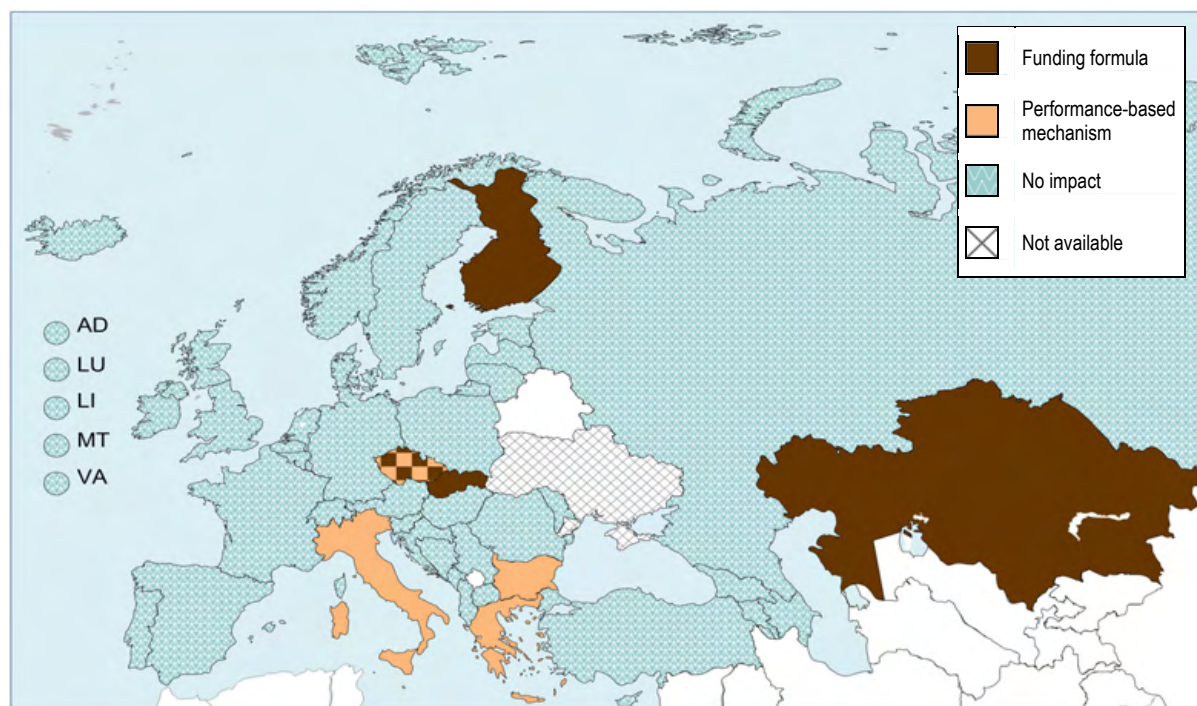 Funding formula
Performance-based
mechanism
No impact
Not available
AD
LU
LI
MT
VA